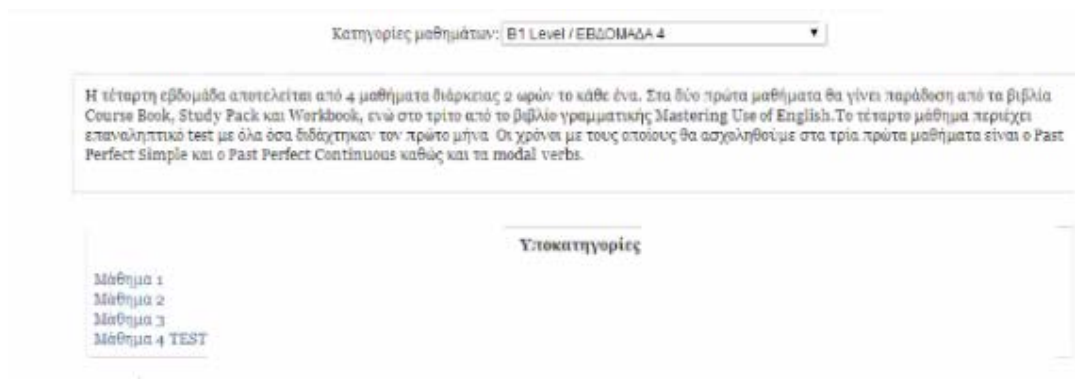 Κατηγορίες μαθημάτων: B1 Level / ΕΒΔΟΜΑΔΑ 4
Η τέταρτη εβδομάδα αποτελείται από 4 μαθήματα διάρκειας 2 ωρών το κάθε ένα. Στα δύο πρώτα μαθήματα θα γίνει παράδοση από τα βιβλία
Course Book, Study Pack και Workbook, ενώ στο τρίτο από το βιβλίο γραμματικής Mastering Use of English.Το τέταρτο μάθημα περιέχει
επαναληπτικό test με όλα όσα διδάχτηκαν τον πρώτο μήνα. Οι χρόνοι με τους οποίους θα ασχοληθούμε στα τρία πρώτα μαθήματα είναι ο Past
Perfect Simple και ο Past Perfect Continuous καθώς και τα modal verbs.
Υποκατηγορίες
Μάθημα 1
Μάθημα 2
Μάθημα 3
Μάθημα 4 TEST